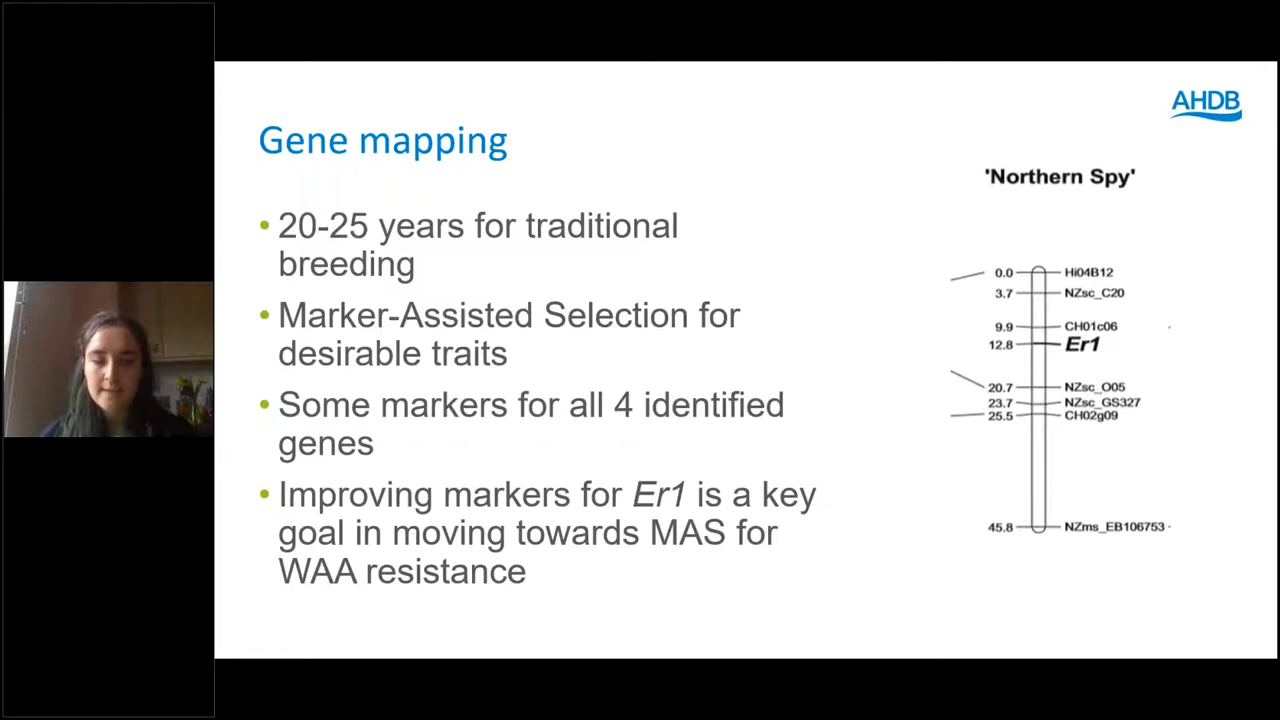 AHDB
Gene mapping
• 20-25 years for traditional
breeding
• Marker-Assisted Selection for
desirable traits
• Some markers for all 4 identified
genes
• Improving markers for Er1 is a key
goal in moving towards MAS for
WAA resistance
'Northern Spy'
0.0 Hi04B12
3.7 NZsc_C20
9.9 CH01c06
12.8 Er1
20.7 NZsc_O05
23.7 NZsc_GS327
25.5 CH02g09
45.8 NZms_EB106753